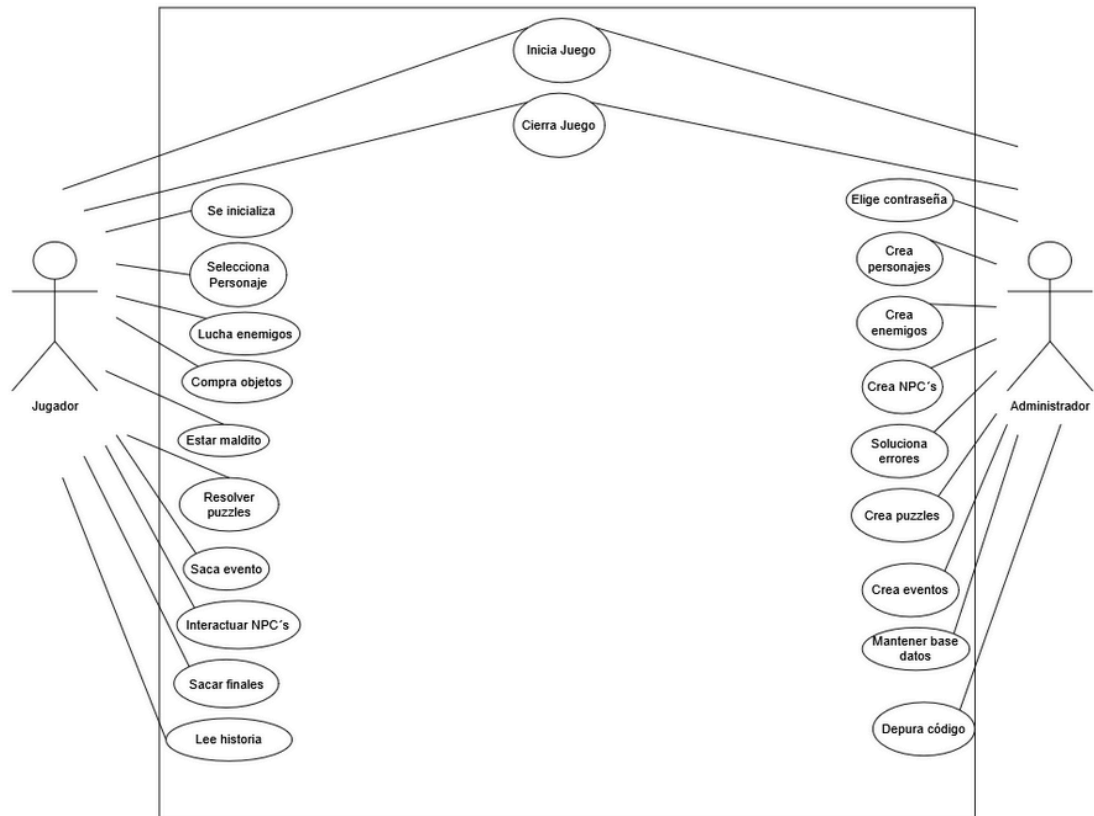 Inicia Juego
Cierra Juego
Se inicializa
Selecciona
Personaje
Lucha enemigos
Compra objetos
Jugador
Estar maldito
Resolver
puzzles
Saca evento
Interactuar NPC´s
Sacar finales
Lee historia
Elige contraseña
Crea
personajes
Crea
enemigos
Crea NPC´s
Administrador
Soluciona
errores
Crea puzzles
Crea eventos
Mantener base
datos
Depura código